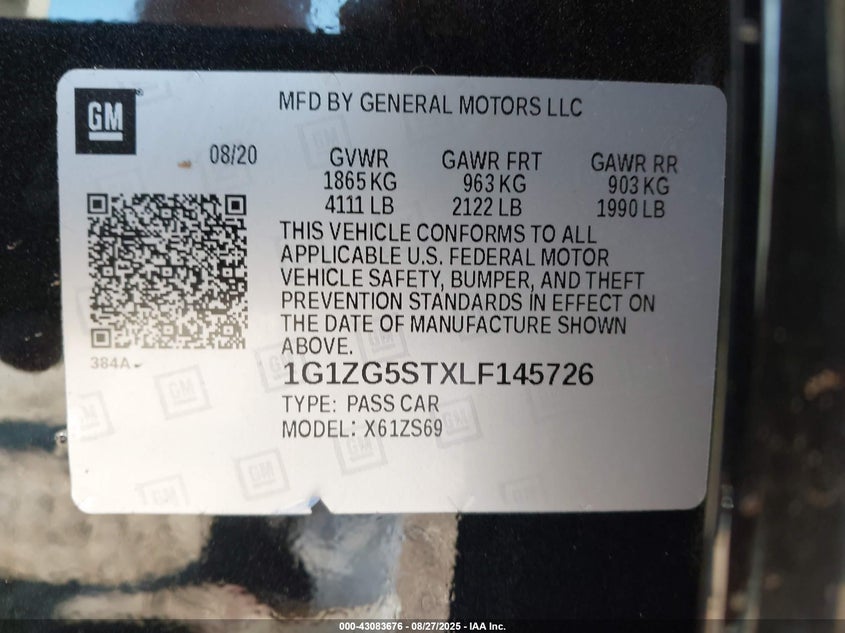 GM
MFD BY GENERAL MOTORS LLC
08/20
GVWR GAWR FRT GAWR RR
1865 KG 963 KG 903 KG
4111 LB 2122 LB 1990 LB
THIS VEHICLE CONFORMS TO ALL
APPLICABLE U.S. FEDERAL MOTOR
VEHICLE SAFETY, BUMPER, AND THEFT
PREVENTION STANDARDS IN EFFECT ON
THE DATE OF MANUFACTURE SHOWN
ABOVE.
384A
1G1ZG5STXLF145726
TYPE: PASS CAR
MODEL: X61ZS69
000-43083676 - 08/27/2025 - IAA Inc.